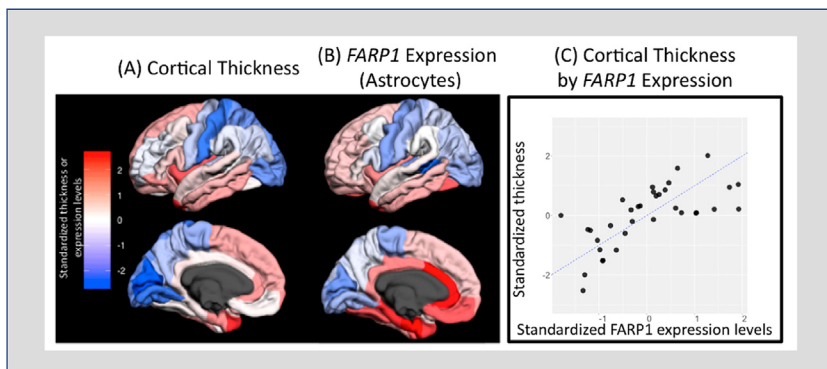 (A) Cortical Thickness
(B) FARP1 Expression
(Astrocytes)
(C) Cortical Thickness
by FARP1 Expression
Standardized thickness or
expression levels
2
1
0
-1
-2
Standardized thickness
2
0
-2
-1
0
1
2
Standardized FARP1 expression levels